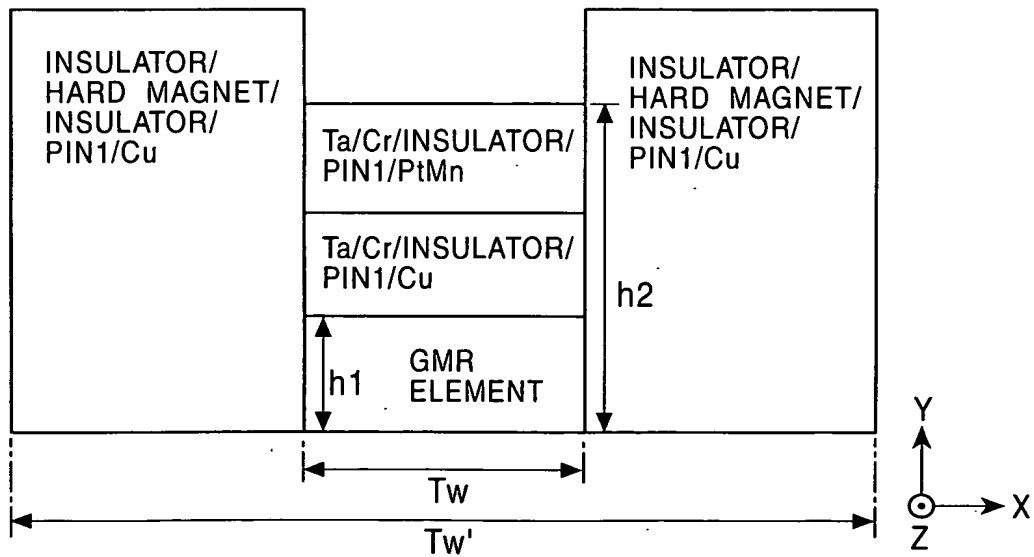 INSULATOR/
HARD MAGNET/
INSULATOR/
PIN1/Cu
Ta/Cr/INSULATOR/
PIN1/PtMn
Ta/Cr/INSULATOR/
PIN1/Cu
h1
GMR
ELEMENT
h2
INSULATOR/
HARD MAGNET/
INSULATOR/
PIN1/Cu
Tw
Tw'
Y
X
Z